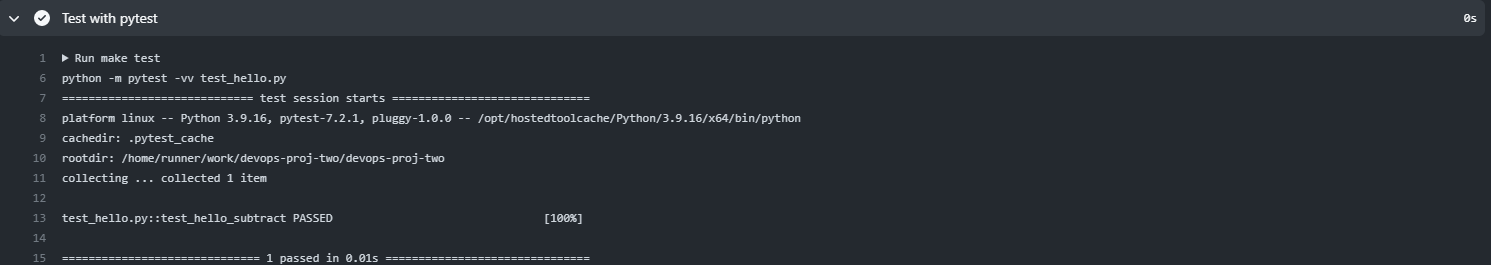 Test with pytest 0s
1 Run make test
6 python -m pytest -vv test_hello.py
7 ============================= test session starts ==============================
8 platform linux -- Python 3.9.16, pytest-7.2.1, pluggy-1.0.0 -- /opt/hostedtoolcache/Python/3.9.16/x64/bin/python
9 cachedir: .pytest_cache
10 rootdir: /home/runner/work/devops-proj-two/devops-proj-two
11 collecting ... collected 1 item
12
13 test_hello.py::test_hello_subtract PASSED [100%]
14
15 ============================== 1 passed in 0.01s ===============================